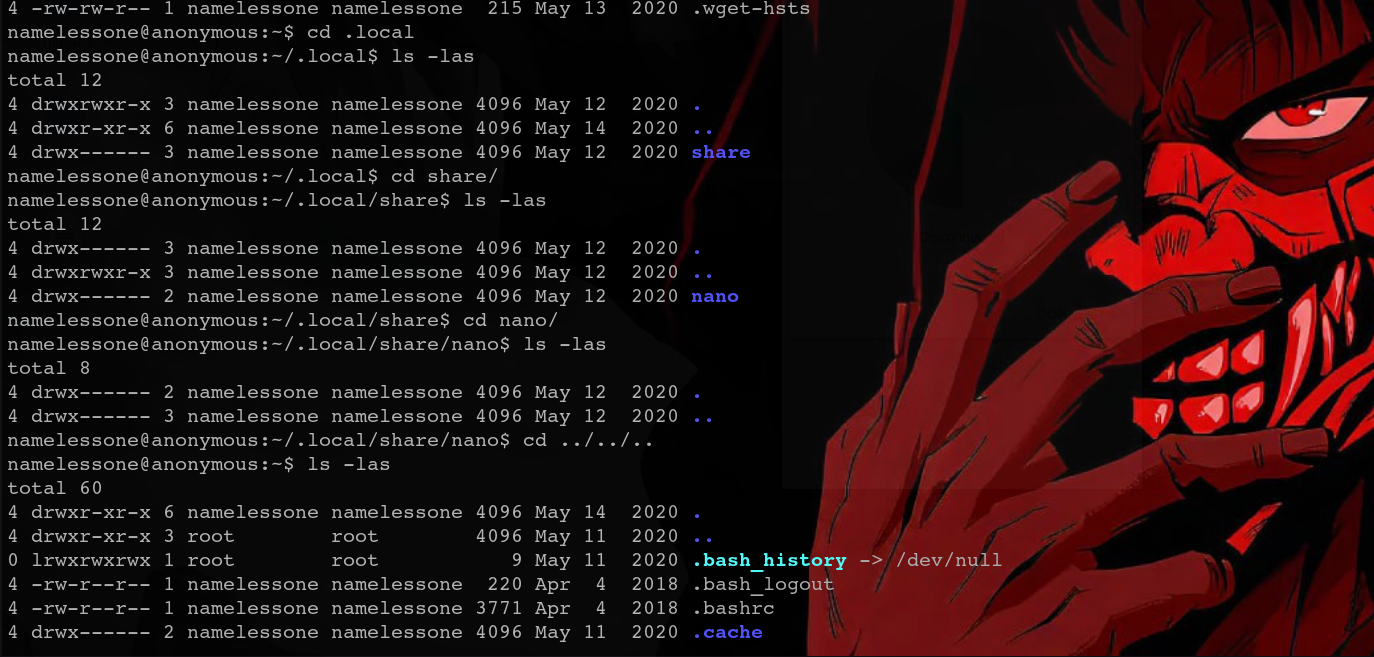 4 -rw-rw-r-- 1 namelessone namelessone  215 May 13  2020 .wget-hsts
namelessone@anonymous:~$ cd .local
namelessone@anonymous:~/.local$ ls -las
total 12
4 drwxrwxr-x 3 namelessone namelessone 4096 May 12  2020 .
4 drwxr-xr-x 6 namelessone namelessone 4096 May 14  2020 ..
4 drwx------ 3 namelessone namelessone 4096 May 12  2020 share
namelessone@anonymous:~/.local$ cd share/
namelessone@anonymous:~/.local/share$ ls -las
total 12
4 drwx------ 3 namelessone namelessone 4096 May 12  2020 .
4 drwxrwxr-x 3 namelessone namelessone 4096 May 12  2020 ..
4 drwx------ 2 namelessone namelessone 4096 May 12  2020 nano
namelessone@anonymous:~/.local/share$ cd nano/
namelessone@anonymous:~/.local/share/nano$ ls -las
total 8
4 drwx------ 2 namelessone namelessone 4096 May 12  2020 .
4 drwx------ 3 namelessone namelessone 4096 May 12  2020 ..
namelessone@anonymous:~/.local/share/nano$ cd ../../..
namelessone@anonymous:~$ ls -las
total 60
4 drwxr-xr-x 6 namelessone namelessone 4096 May 14  2020 .
4 drwxr-xr-x 3 root        root        4096 May 11  2020 ..
0 lrwxrwxrwx 1 root        root           9 May 11  2020 .bash_history -> /dev/null
4 -rw-r--r-- 1 namelessone namelessone  220 Apr  4  2018 .bash_logout
4 -rw-r--r-- 1 namelessone namelessone 3771 Apr  4  2018 .bashrc
4 drwx------ 2 namelessone namelessone 4096 May 11  2020 .cache